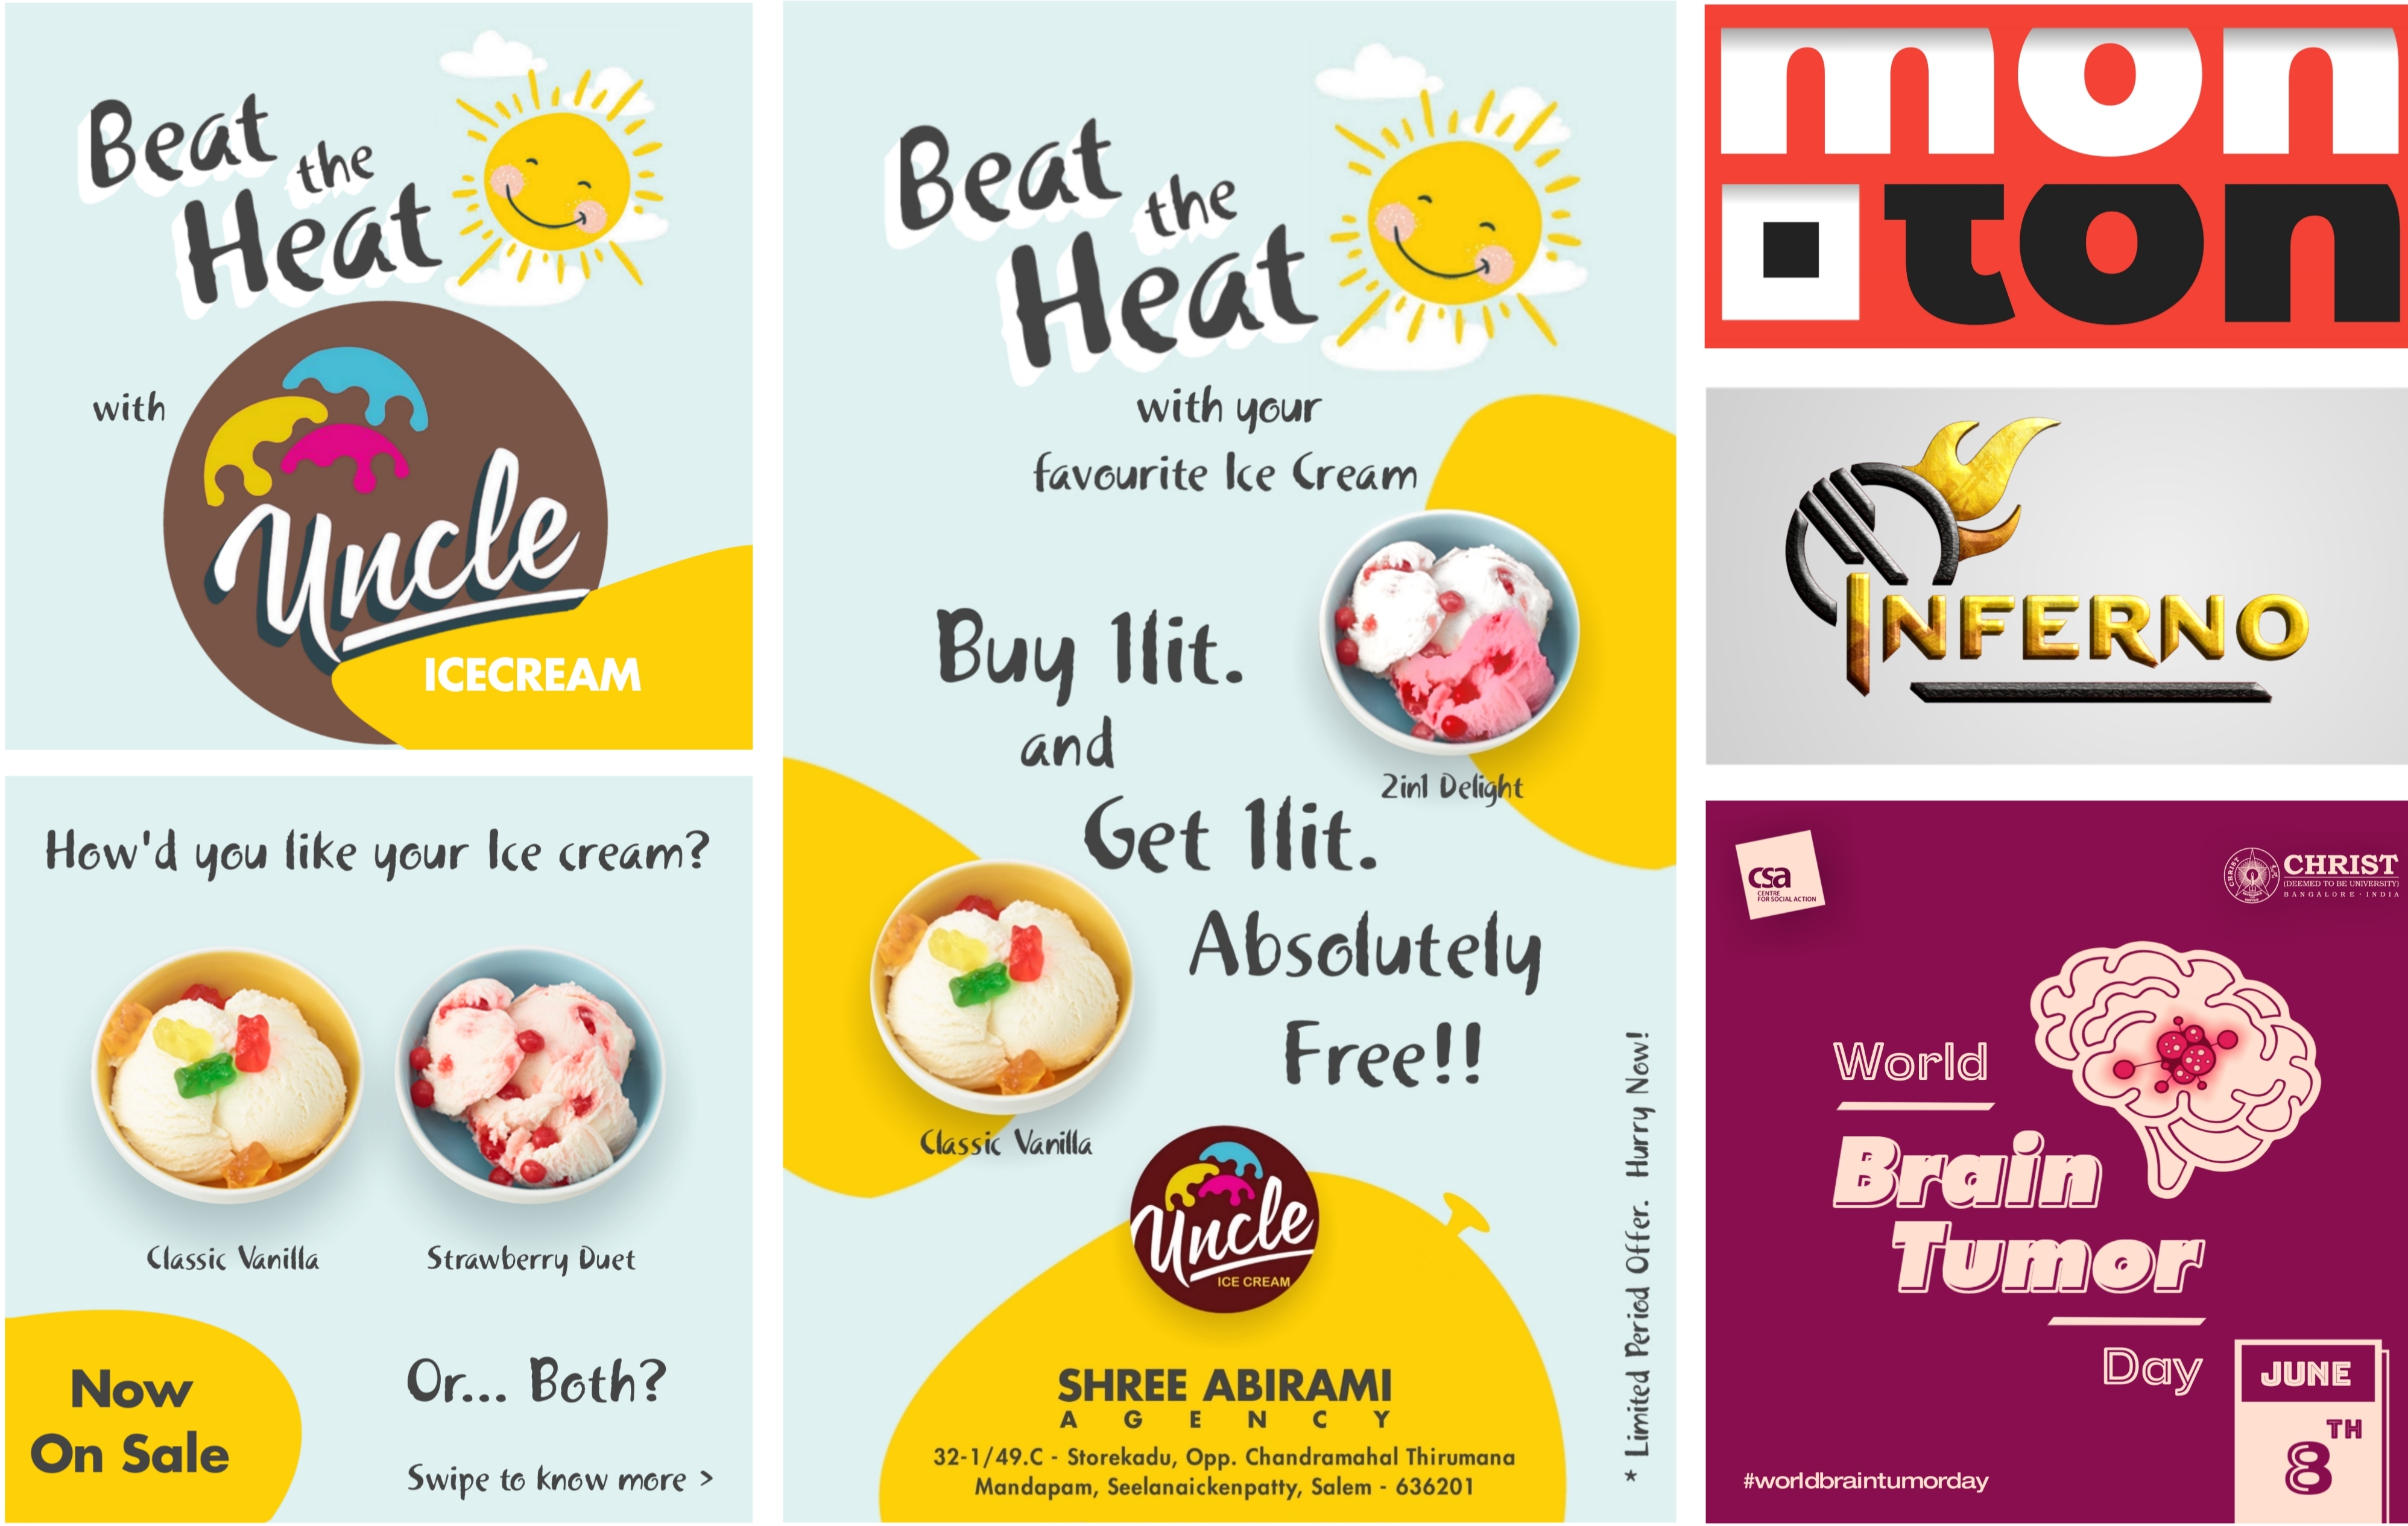 Beat
the
Heat
with
Uncle
ICECREAM
How'd you like your Ice cream?
Classic Vanilla
Strawberry Duet
Now
On Sale
Or... Both?
Swipe to know more >
Beat
the
Heat
with your
favourite Ice Cream
Buy 1lit.
and
2in1 Delight
Get 1lit.
Absolutely
Free!!
Classic Vanilla
Uncle
ICE CREAM
SHREE ABIRAMI
AGENCY
32-1/49.C - Storekadu, Opp. Chandramahal Thirumana
Mandapam, Seelanaickenpatty, Salem - 636201
* Limited Period Offer. Hurry Now!
mon
ton
INFERNO
csa
CENTRE
FOR SOCIAL ACTION
CHRIST
(DEEMED TO BE UNIVERSITY)
BANGALORE · INDIA
World
Brain
Tumor
Day
JUNE
8TH
#worldbraintumorday